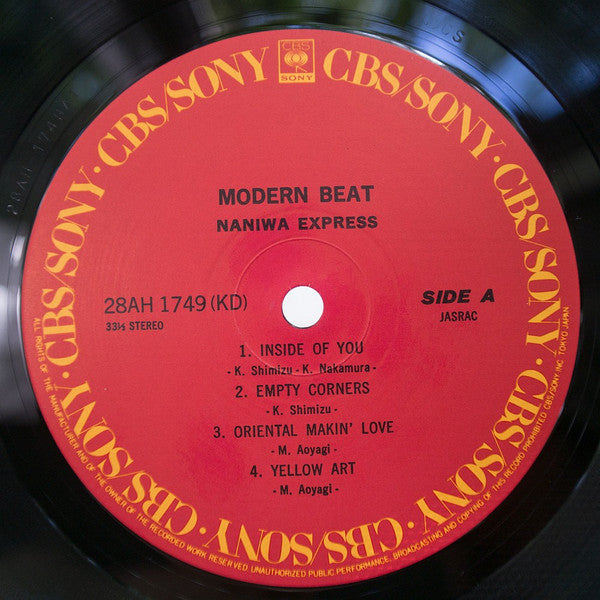 CBS/SONY · CBS/SONY · CBS/SONY · CBS/SONY · CBS/SONY · CBS/SONY · CBS/SONY · CBS/SONY
CBS
SONY
MODERN BEAT
NANIWA EXPRESS
28AH 1749 (KD)
33⅓ STEREO
SIDE A
JASRAC
1. INSIDE OF YOU
- K. Shimizu - K. Nakamura -
2. EMPTY CORNERS
- K. Shimizu -
3. ORIENTAL MAKIN' LOVE
- M. Aoyagi -
4. YELLOW ART
- M. Aoyagi -
ALL RIGHTS OF THE MANUFACTURER AND OF THE OWNER OF THE RECORDED WORK RESERVED. UNAUTHORIZED PUBLIC PERFORMANCE, BROADCASTING AND COPYING OF THIS RECORD PROHIBITED CBS/SONY INC. TOKYO JAPAN